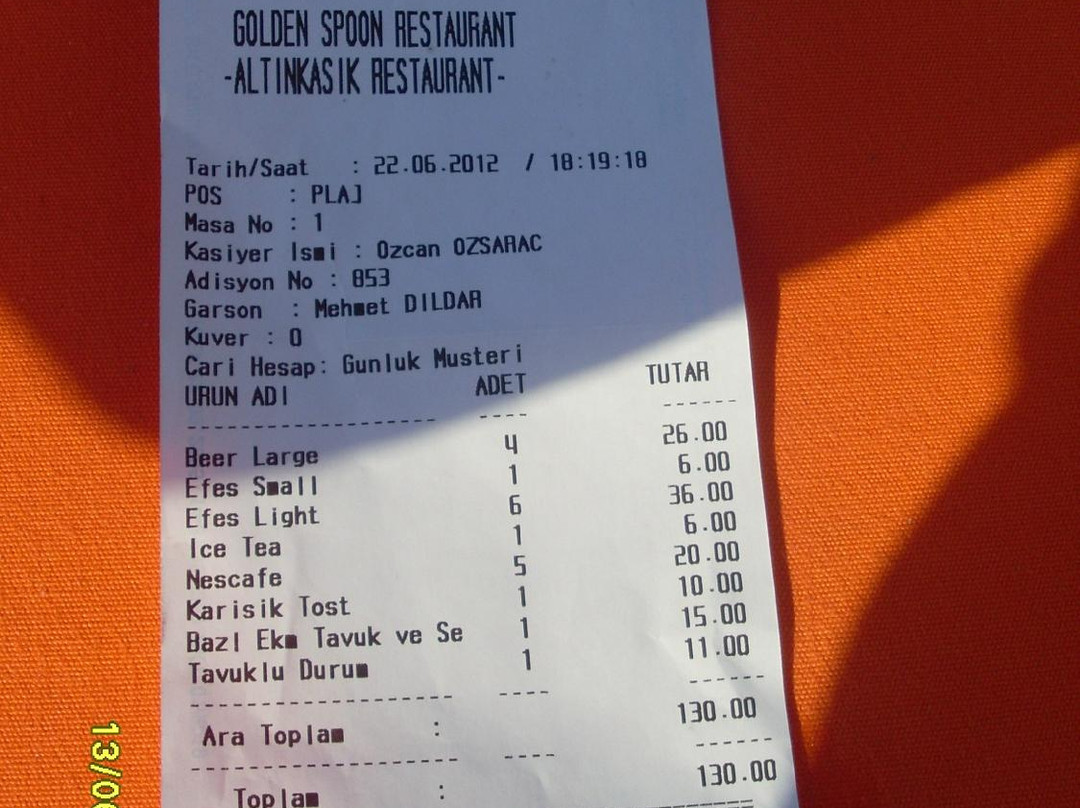 GOLDEN SPOON RESTAURANT
-ALTINKASIK RESTAURANT-
Tarih/Saat : 22.06.2012 / 18:19:18
POS : PLAJ
Masa No : 1
Kasiyer Ismi : Ozcan OZSARAC
Adisyon No : 853
Garson : Mehmet DILDAR
Kuver : 0
Cari Hesap: Gunluk Musteri
URUN ADI ADET TUTAR
Beer Large 4 26.00
Efes Small 1 6.00
Efes Light 6 36.00
Ice Tea 1 6.00
Nescafe 5 20.00
Karisik Tost 1 10.00
Bazl Ekm Tavuk ve Se 1 15.00
Tavuklu Durum 1 11.00
Ara Toplam : 130.00
Toplam : 130.00